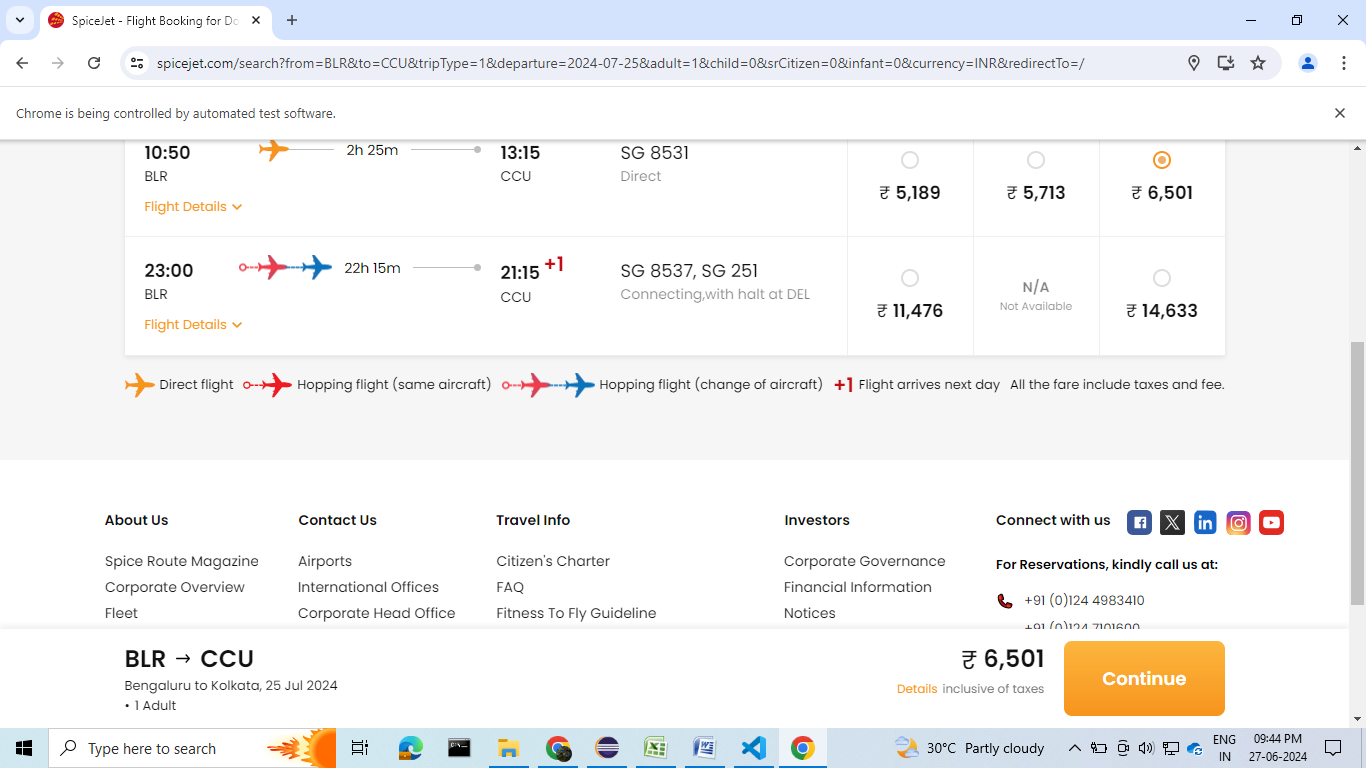 SpiceJet - Flight Booking for Do
spicejet.com/search?from=BLR&to=CCU&tripType=1&departure=2024-07-25&adult=1&child=0&srCitizen=0&infant=0&currency=INR&redirectTo=/
Chrome is being controlled by automated test software.
10:50 2h 25m 13:15 SG 8531
BLR CCU Direct
₹ 5,189 ₹ 5,713 ₹ 6,501
Flight Details
23:00 22h 15m 21:15 +1 SG 8537, SG 251
BLR CCU Connecting,with halt at DEL
N/A
Not Available
₹ 11,476 ₹ 14,633
Flight Details
Direct flight Hopping flight (same aircraft) Hopping flight (change of aircraft) +1 Flight arrives next day All the fare include taxes and fee.
About Us Contact Us Travel Info Investors Connect with us
Spice Route Magazine Airports Citizen's Charter Corporate Governance For Reservations, kindly call us at:
Corporate Overview International Offices FAQ Financial Information +91 (0)124 4983410
Fleet Corporate Head Office Fitness To Fly Guideline Notices +91 (0)124 7101600
BLR → CCU ₹ 6,501 Continue
Bengaluru to Kolkata, 25 Jul 2024 Details inclusive of taxes
• 1 Adult
Type here to search 30°C Partly cloudy ENG 09:44 PM
IN 27-06-2024